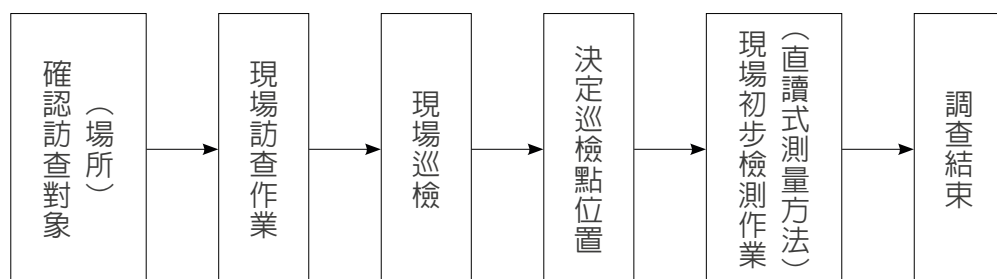 確認訪查對象
（場所）
現場訪查作業
現場巡檢
決定巡檢點位置
現場初步檢測作業
（直讀式測量方法）
調查結束